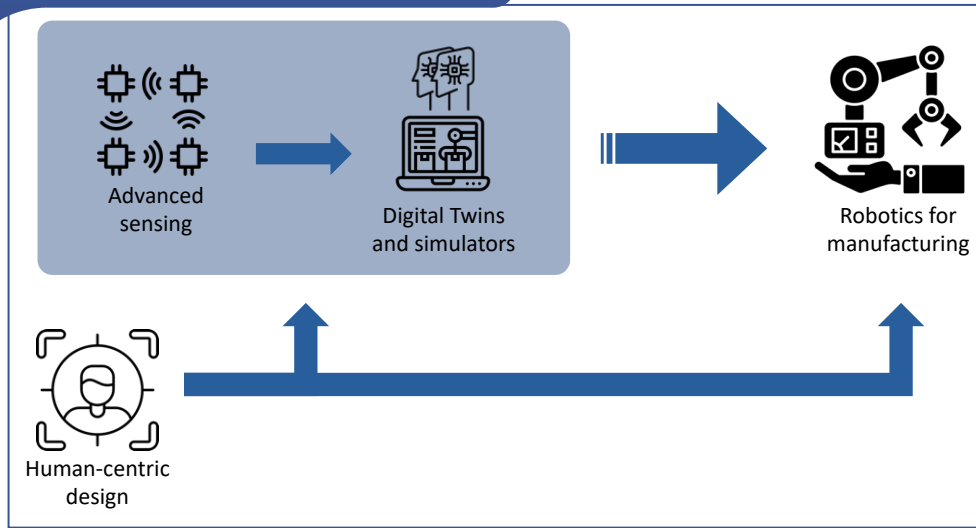 Advanced
sensing
Digital Twins
and simulators
Robotics for
manufacturing
Human-centric
design